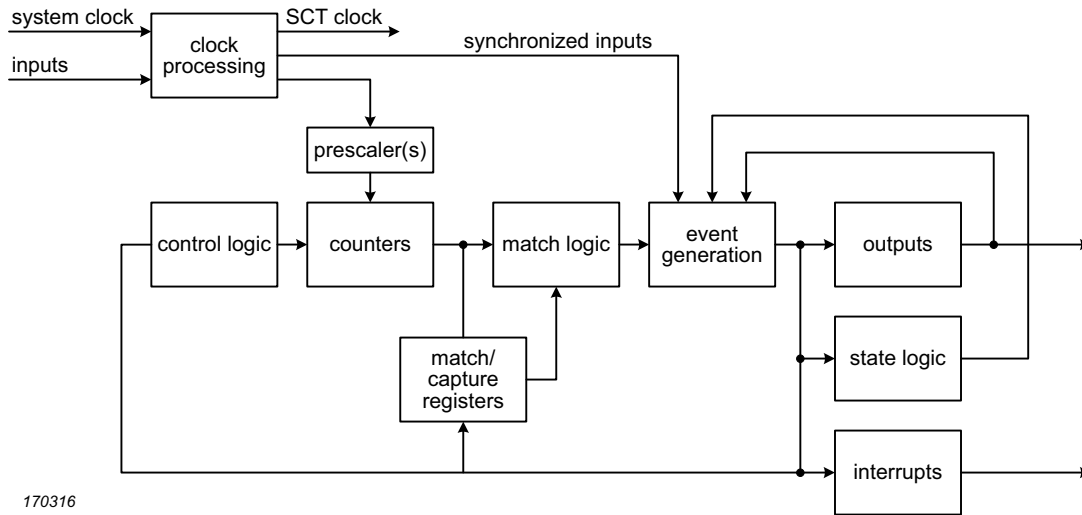 system clock
SCT clock
inputs
clock
processing
synchronized inputs
prescaler(s)
control logic
counters
match logic
event
generation
outputs
match/
capture
registers
state logic
interrupts
170316